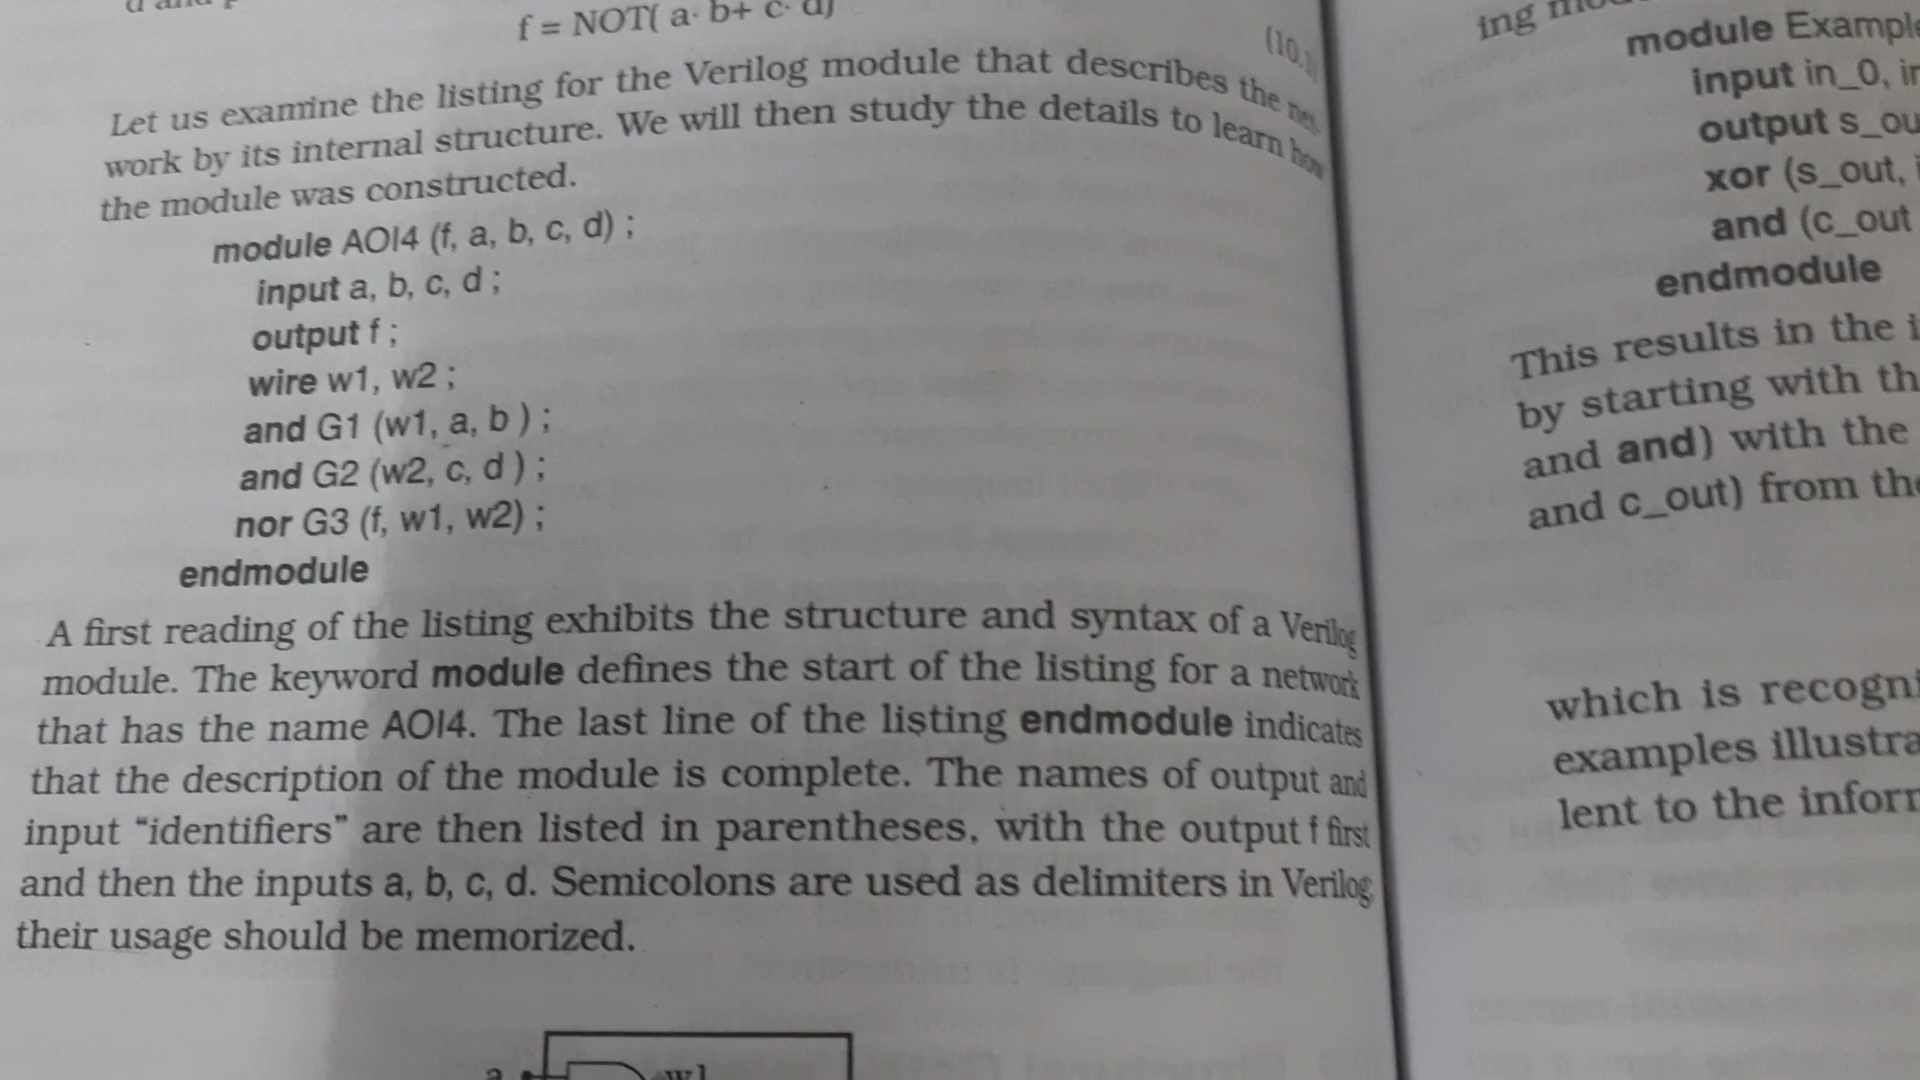 f = NOT( a· b+ c· d)
(10.
Let us examine the listing for the Verilog module that describes the net-
work by its internal structure. We will then study the details to learn how
the module was constructed.
module AOI4 (f, a, b, c, d) ;
input a, b, c, d ;
output f ;
wire w1, w2 ;
and G1 (w1, a, b ) ;
and G2 (w2, c, d ) ;
nor G3 (f, w1, w2) ;
endmodule
A first reading of the listing exhibits the structure and syntax of a Verilog
module. The keyword module defines the start of the listing for a network
that has the name AOI4. The last line of the listing endmodule indicates
that the description of the module is complete. The names of output and
input “identifiers” are then listed in parentheses, with the output f first
and then the inputs a, b, c, d. Semicolons are used as delimiters in Verilog
their usage should be memorized.
a w1
ing
module Example
input in_0, in
output s_ou
xor (s_out, i
and (c_out
endmodule
This results in the i
by starting with th
and and) with the
and c_out) from the
which is recogni
examples illustra
lent to the inform